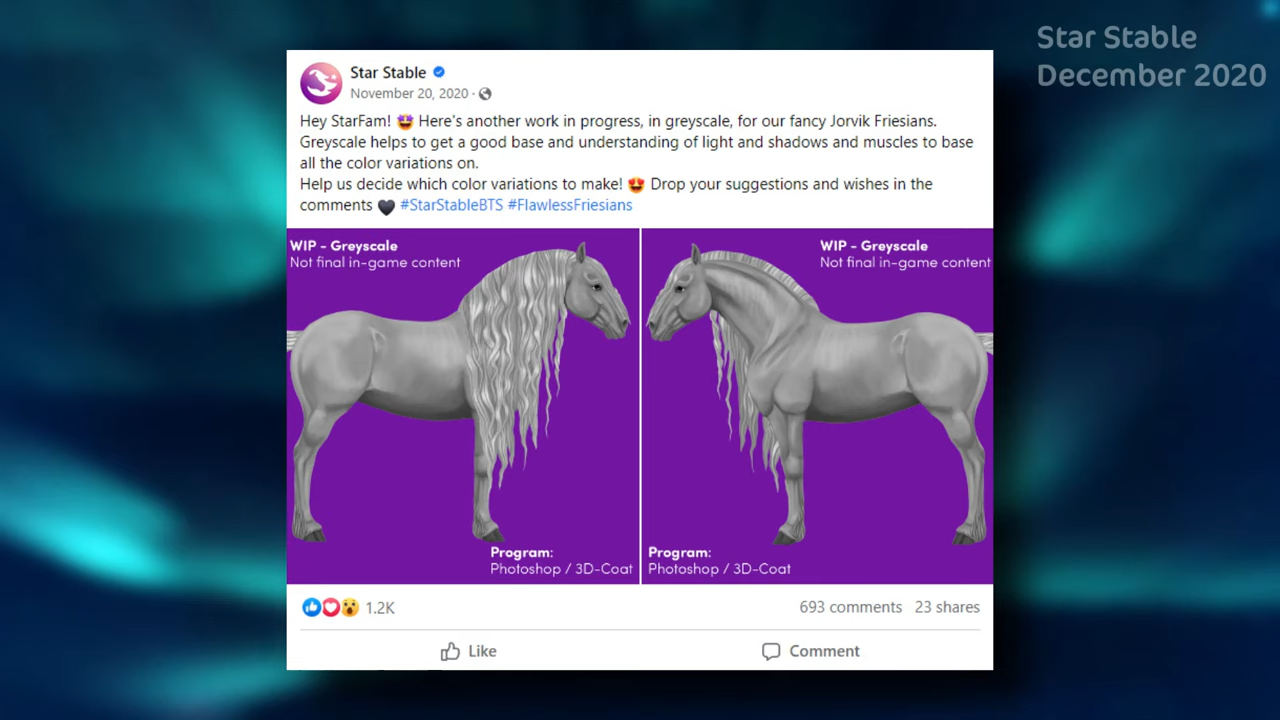 Star Stable
December 2020
Star Stable
November 20, 2020 ·
Hey StarFam! 🤩 Here's another work in progress, in greyscale, for our fancy Jorvik Friesians.
Greyscale helps to get a good base and understanding of light and shadows and muscles to base
all the color variations on.
Help us decide which color variations to make! 😍 Drop your suggestions and wishes in the
comments 🖤 #StarStableBTS #FlawlessFriesians
WIP - Greyscale
Not final in-game content
WIP - Greyscale
Not final in-game content
Program:
Photoshop / 3D-Coat
Program:
Photoshop / 3D-Coat
1.2K
693 comments 23 shares
Like
Comment